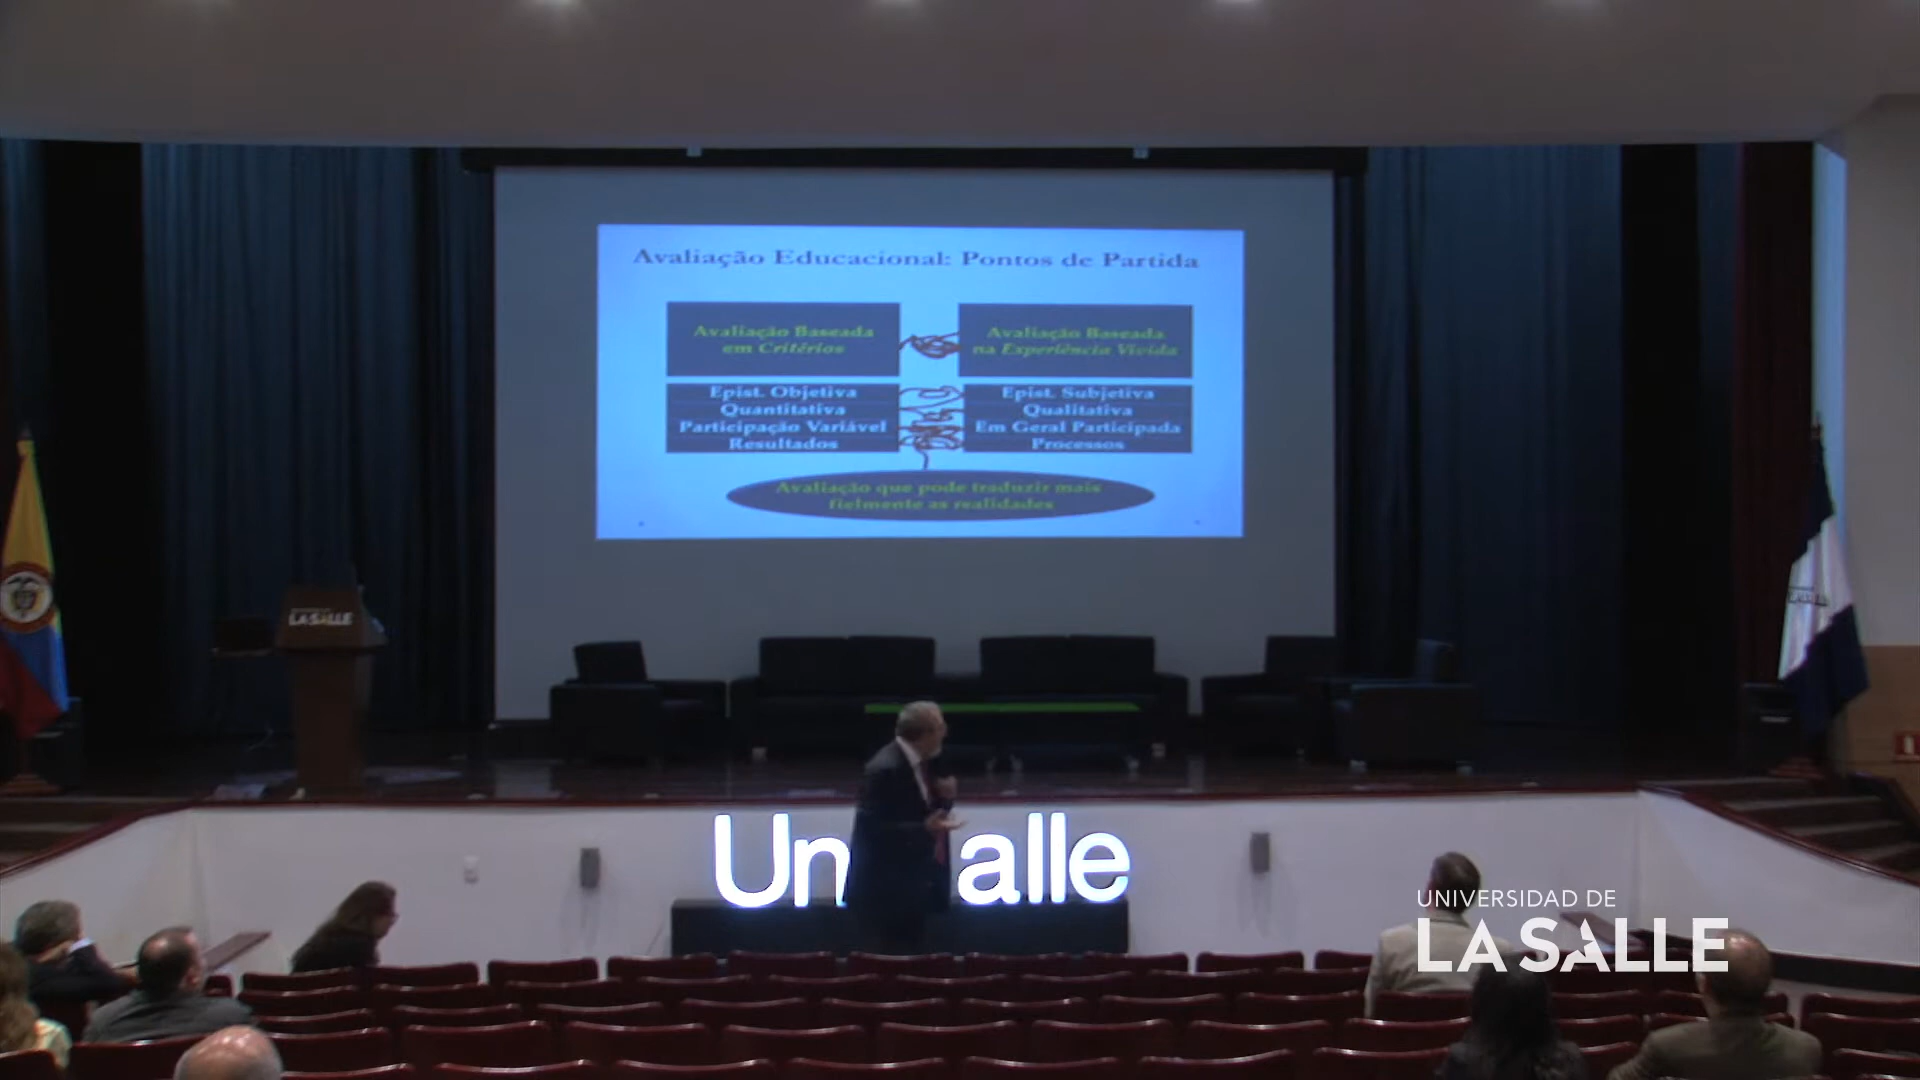 Avaliação Educacional: Pontos de Partida
Avaliação Baseada
em Critérios
Avaliação Baseada
na Experiência Vivida
Epist. Objetiva
Quantitativa
Participação Variável
Resultados
Epist. Subjetiva
Qualitativa
Em Geral Participada
Processos
Avaliação que pode traduzir mais
fielmente as realidades
LA SALLE
Un alle
UNIVERSIDAD DE
LA SALLE